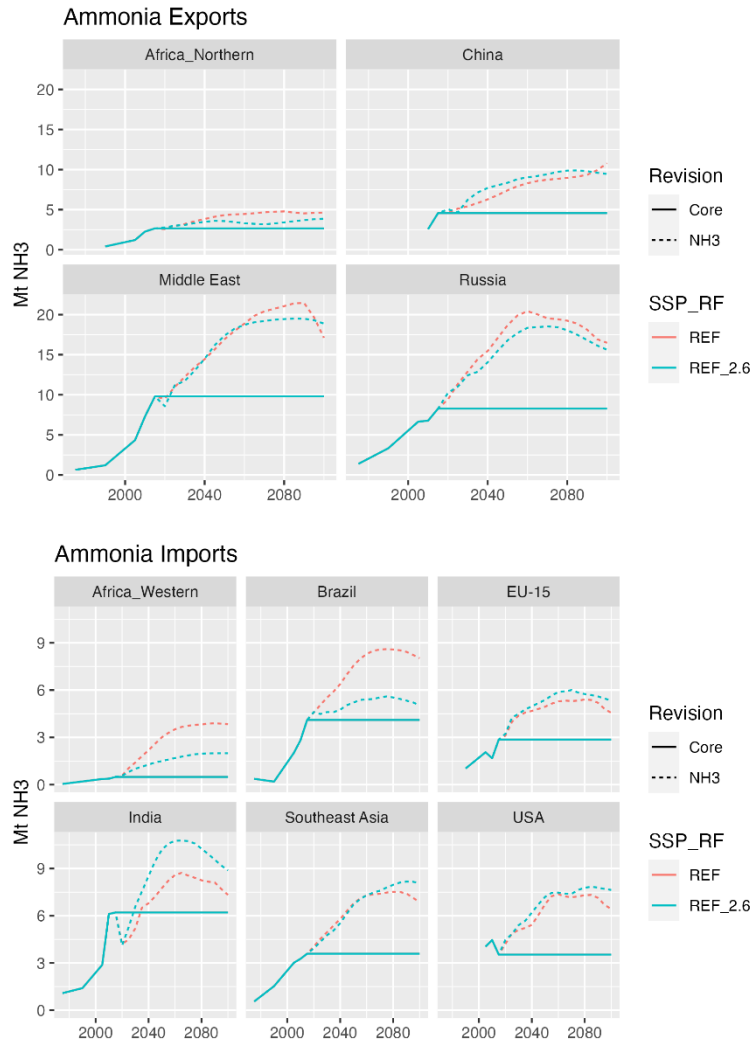 Ammonia Exports
Africa_Northern China
20
15
10
5
0
Middle East Russia
20
15
10
5
0
2000 2040 2080 2000 2040 2080
Mt NH3
Revision
Core
NH3
SSP_RF
REF
REF_2.6
Ammonia Imports
Africa_Western Brazil EU-15
9
6
3
0
India Southeast Asia USA
9
6
3
0
2000 2040 2080 2000 2040 2080 2000 2040 2080
Mt NH3
Revision
Core
NH3
SSP_RF
REF
REF_2.6